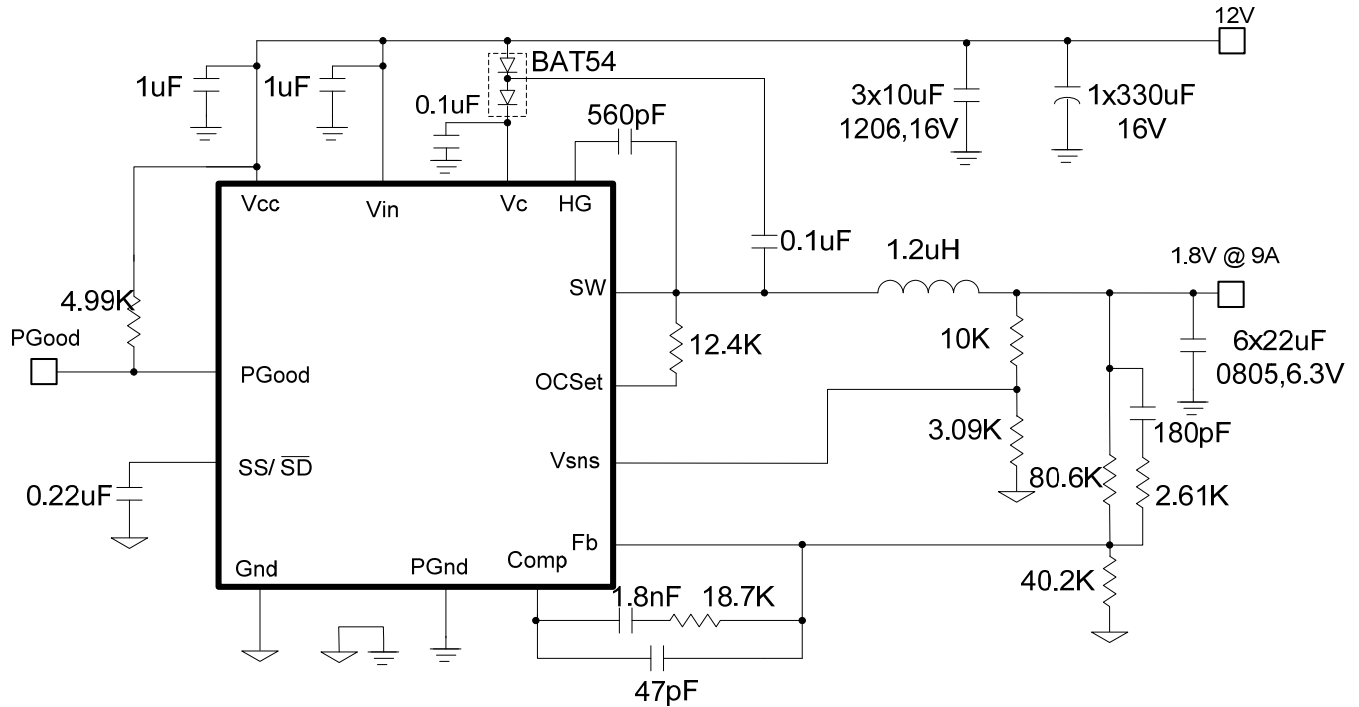 12V
BAT54
1uF
1uF
0.1uF
3x10uF
1206,16V
1x330uF
16V
560pF
Vcc
Vin
Vc
HG
0.1uF
1.2uH
1.8V @ 9A
SW
4.99K
PGood
12.4K
10K
6x22uF
0805,6.3V
PGood
OCSet
3.09K
180pF
SS/ SD
Vsns
0.22uF
80.6K
2.61K
Fb
Comp
Gnd
PGnd
40.2K
1.8nF
18.7K
47pF